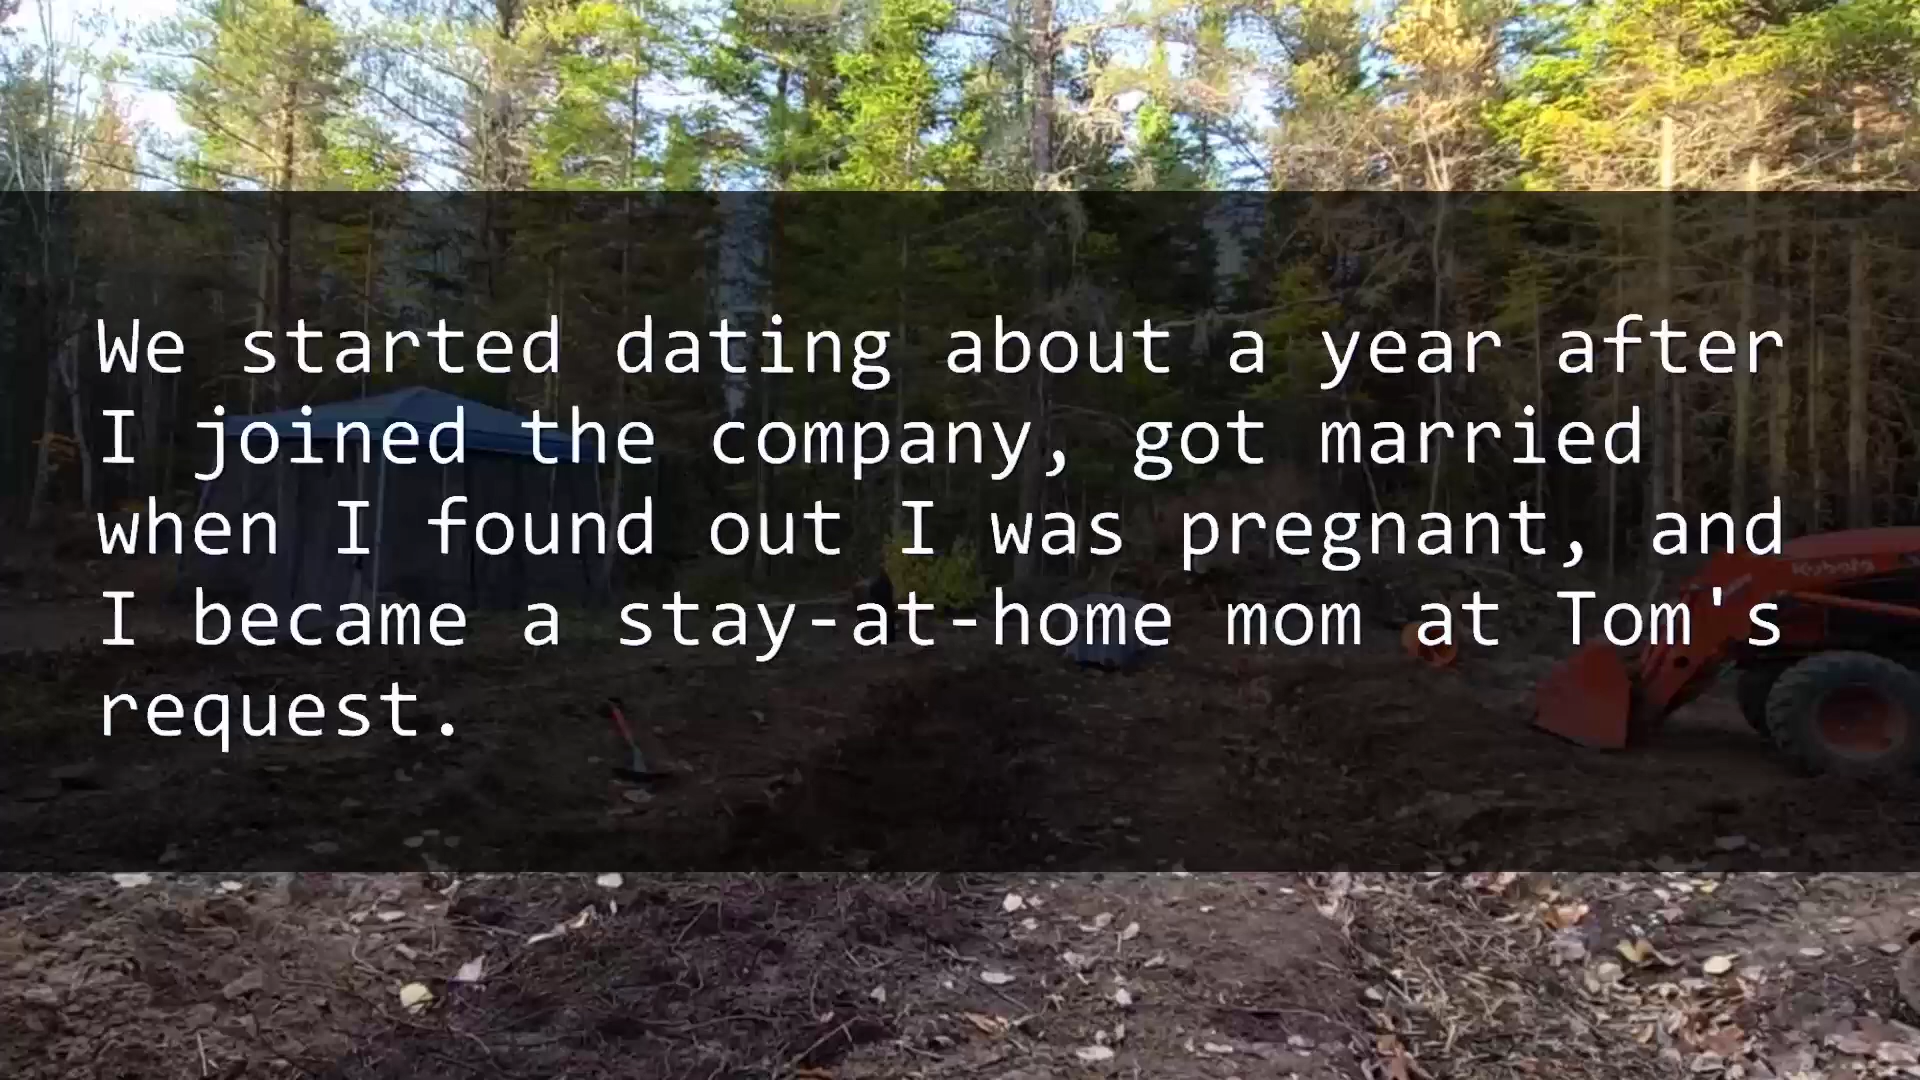 We started dating about a year after
I joined the company, got married
when I found out I was pregnant, and
I became a stay-at-home mom at Tom's
request.
Kubota